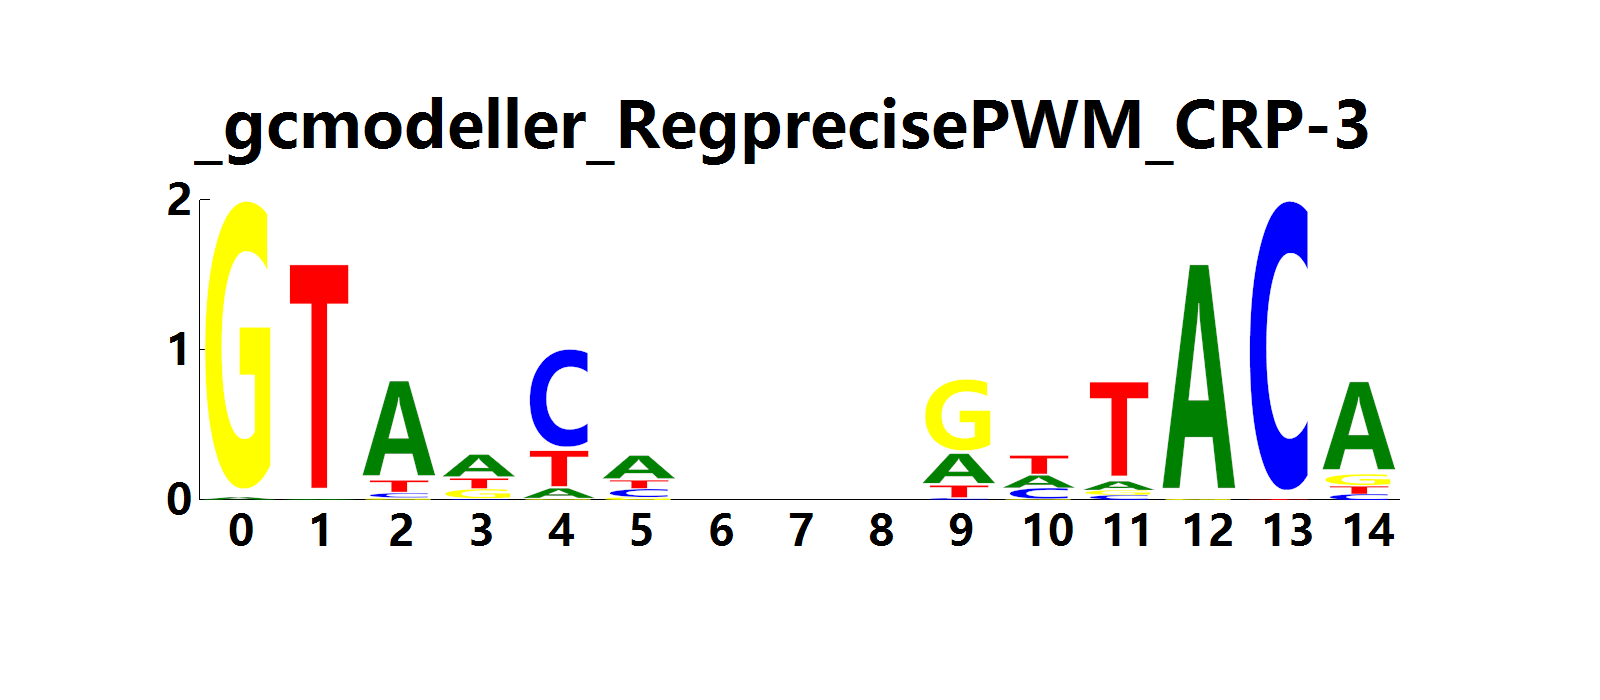 _gcmodeller_RegprecisePWM_CRP-3
2
1
0
G T A A C A G T T A C A
T T T A A A G
C G A C T C G T
A C C
0 1 2 3 4 5 6 7 8 9 10 11 12 13 14